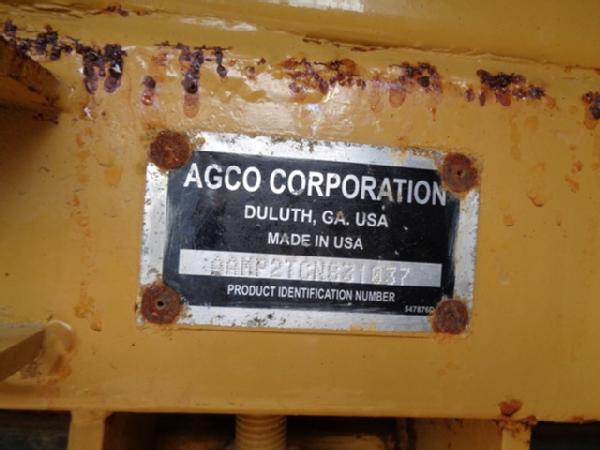 AGCO CORPORATION
DULUTH, GA. USA
MADE IN USA
PRODUCT IDENTIFICATION NUMBER